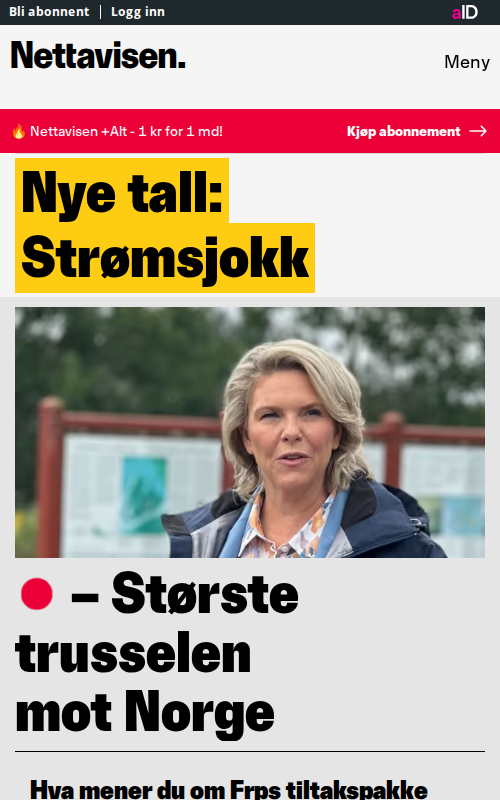 Bli abonnent | Logg inn
aID
Nettavisen.
Meny
🔥 Nettavisen +Alt - 1 kr for 1 md!
Kjøp abonnement →
Nye tall:
Strømsjokk
– Største
trusselen
mot Norge
Hva mener du om Frps tiltakspakke